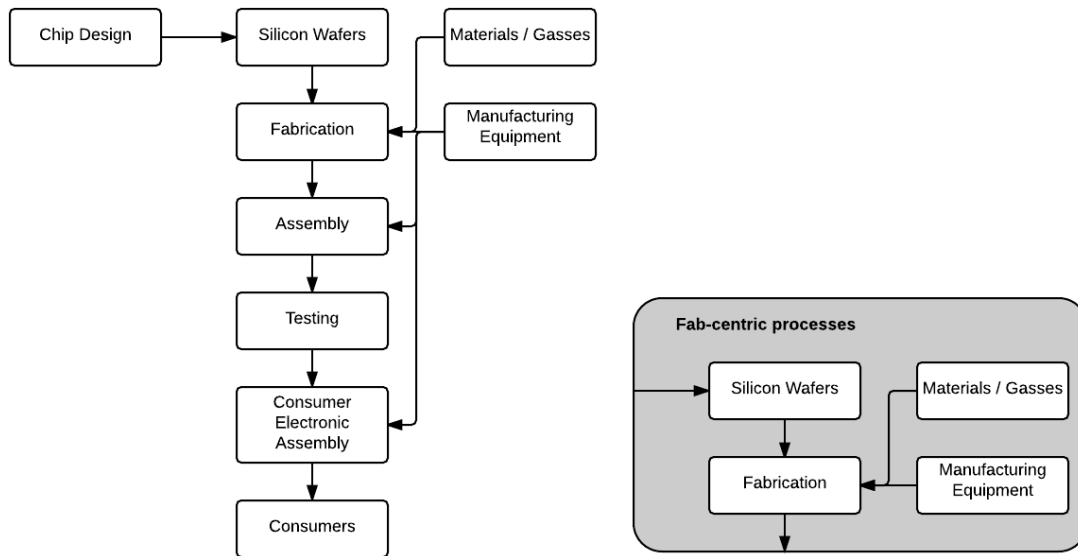 Chip Design
Silicon Wafers
Materials / Gasses
Fabrication
Manufacturing
Equipment
Assembly
Testing
Consumer
Electronic
Assembly
Consumers
Fab-centric processes
Silicon Wafers
Materials / Gasses
Fabrication
Manufacturing
Equipment